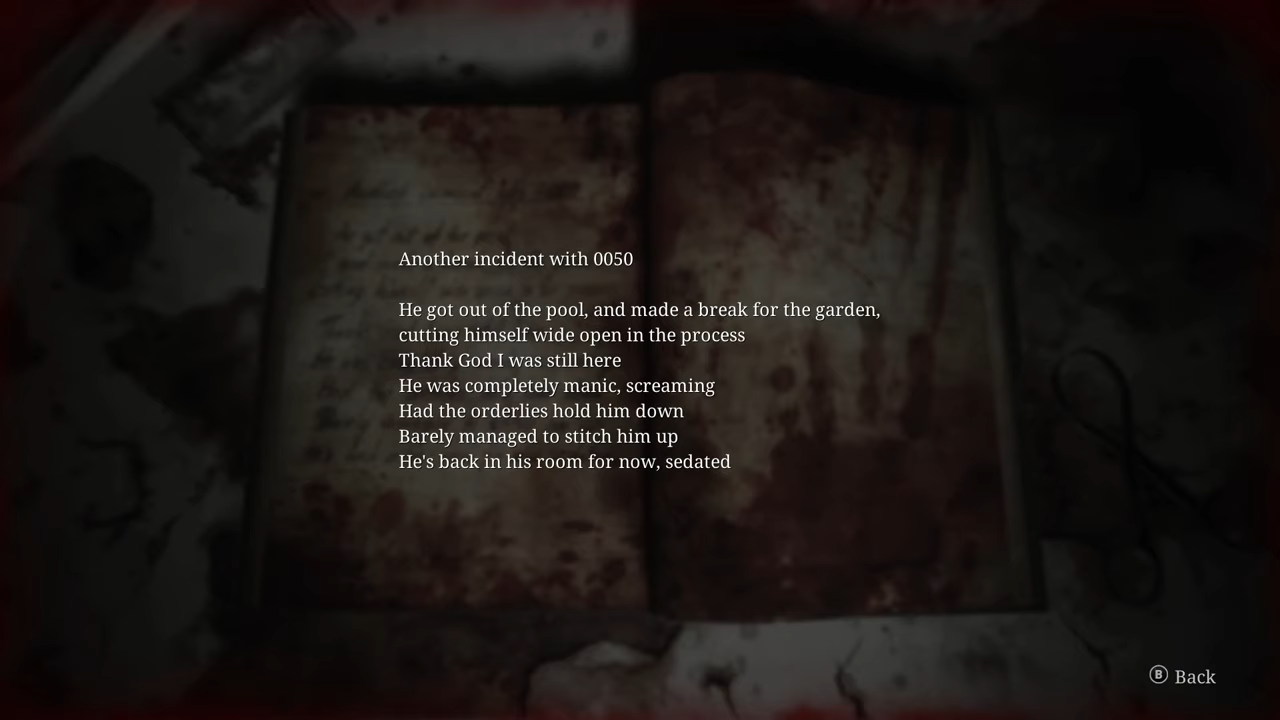 Another incident with 0050
He got out of the pool, and made a break for the garden,
cutting himself wide open in the process
Thank God I was still here
He was completely manic, screaming
Had the orderlies hold him down
Barely managed to stitch him up
He's back in his room for now, sedated
B Back